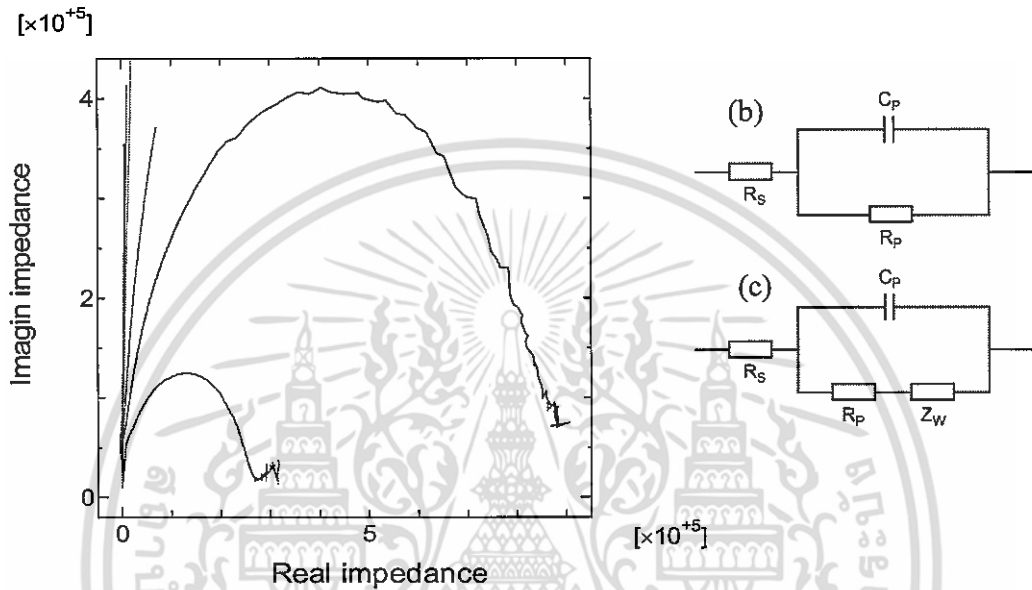 [×10⁺⁵]
4
2
0
Imagin impedance
0
5
[×10⁺⁵]
Real impedance
(b)
C_P
R_S
R_P
(c)
C_P
R_S
R_P
Z_W